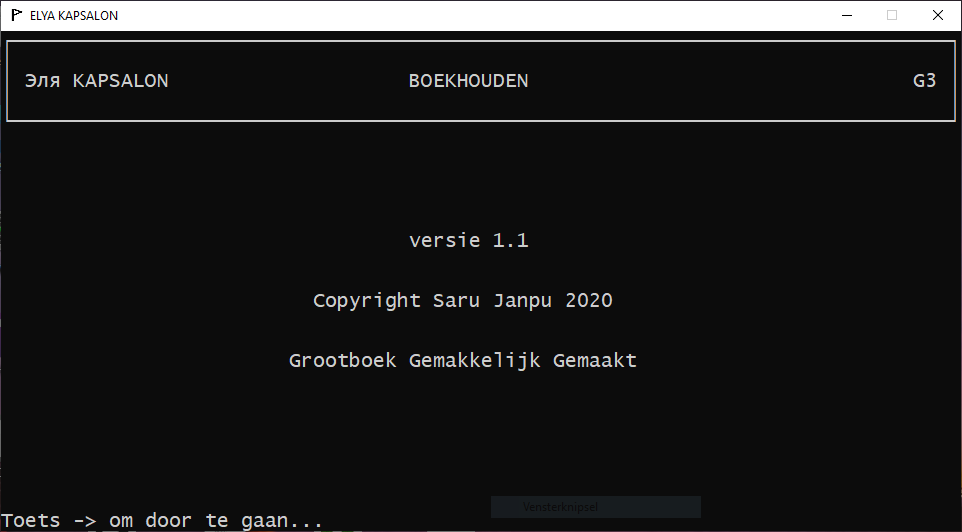 ELYA KAPSALON
Эля KAPSALON BOEKHOUDEN G3
versie 1.1
Copyright Saru Janpu 2020
Grootboek Gemakkelijk Gemaakt
Vensterknipsel
Toets -> om door te gaan...